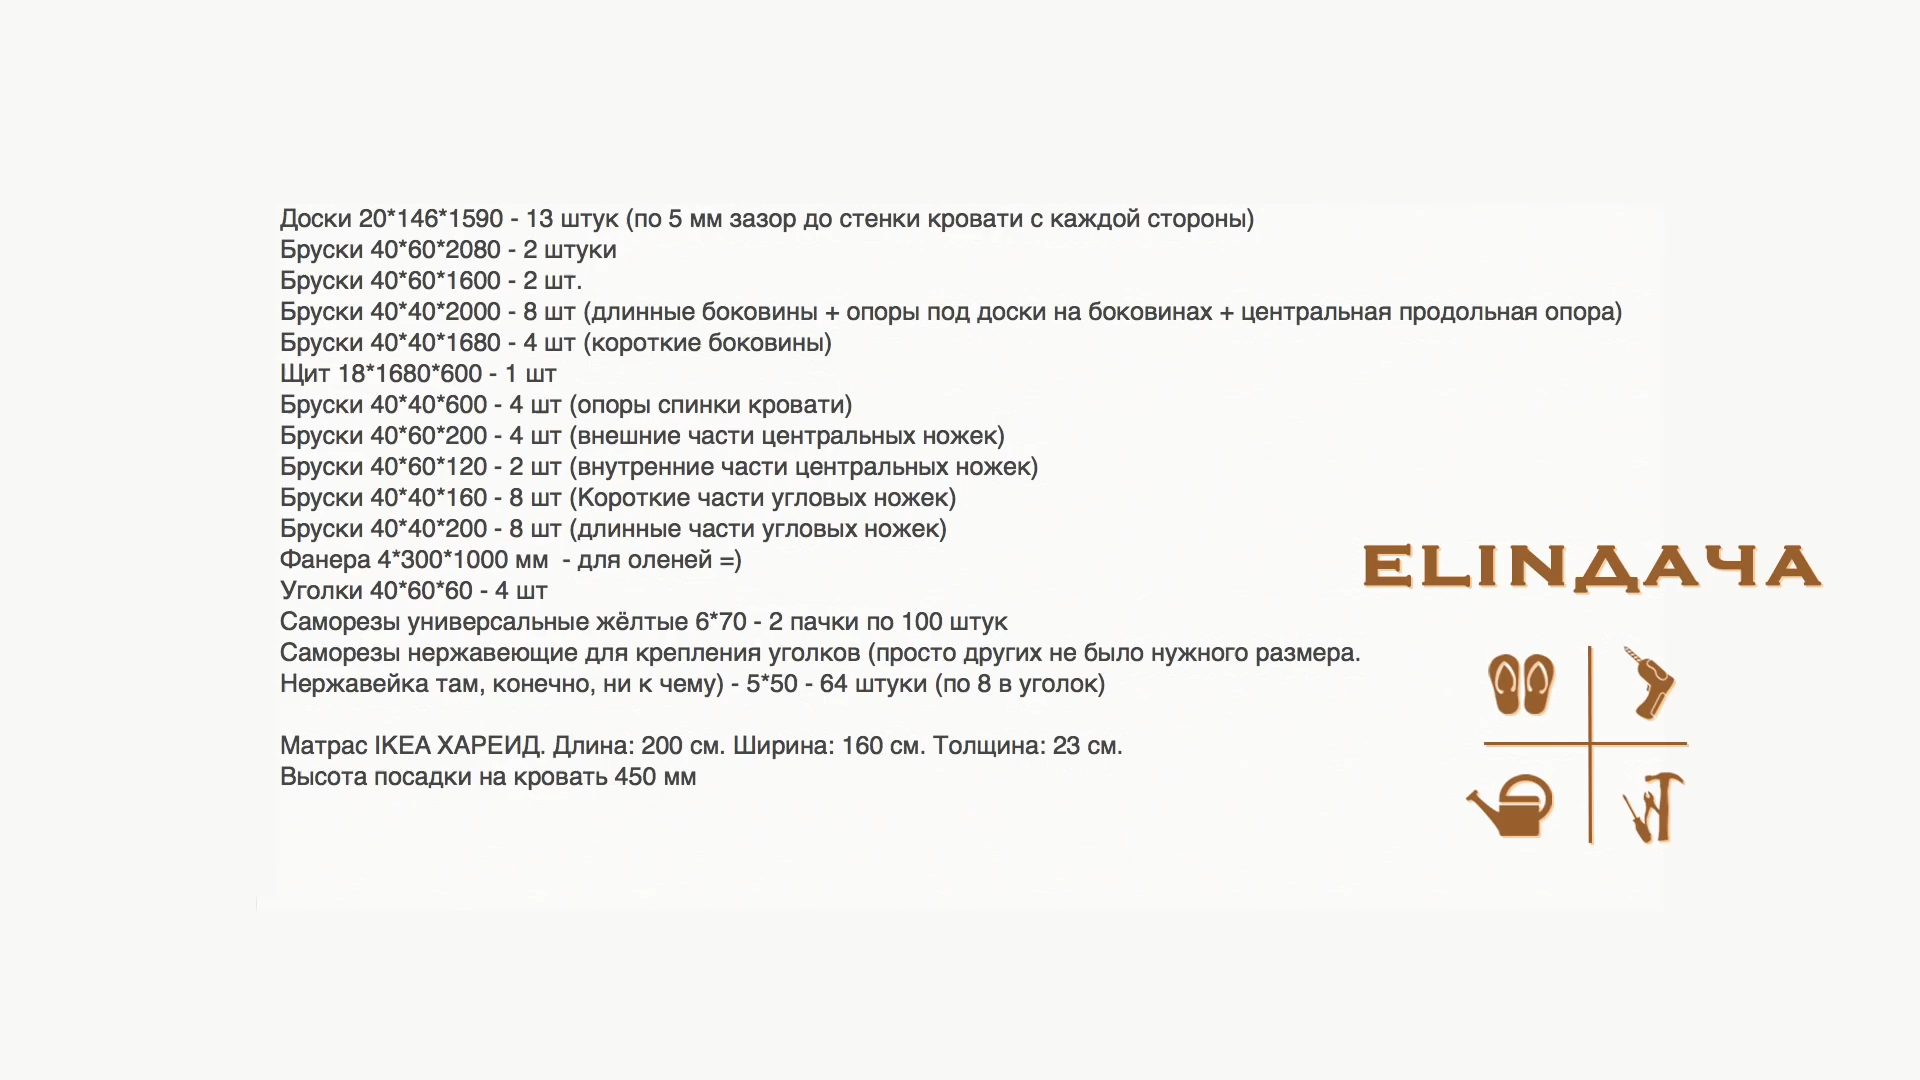 Доски 20*146*1590 - 13 штук (по 5 мм зазор до стенки кровати с каждой стороны)
Бруски 40*60*2080 - 2 штуки
Бруски 40*60*1600 - 2 шт.
Бруски 40*40*2000 - 8 шт (длинные боковины + опоры под доски на боковинах + центральная продольная опора)
Бруски 40*40*1680 - 4 шт (короткие боковины)
Щит 18*1680*600 - 1 шт
Бруски 40*40*600 - 4 шт (опоры спинки кровати)
Бруски 40*60*200 - 4 шт (внешние части центральных ножек)
Бруски 40*60*120 - 2 шт (внутренние части центральных ножек)
Бруски 40*40*160 - 8 шт (Короткие части угловых ножек)
Бруски 40*40*200 - 8 шт (длинные части угловых ножек)
Фанера 4*300*1000 мм  - для оленей =)
Уголки 40*60*60 - 4 шт
Саморезы универсальные жёлтые 6*70 - 2 пачки по 100 штук
Саморезы нержавеющие для крепления уголков (просто других не было нужного размера.
Нержавейка там, конечно, ни к чему) - 5*50 - 64 штуки (по 8 в уголок)
Матрас IKEA ХАРЕИД. Длина: 200 см. Ширина: 160 см. Толщина: 23 см.
Высота посадки на кровать 450 мм
ELINДАЧА